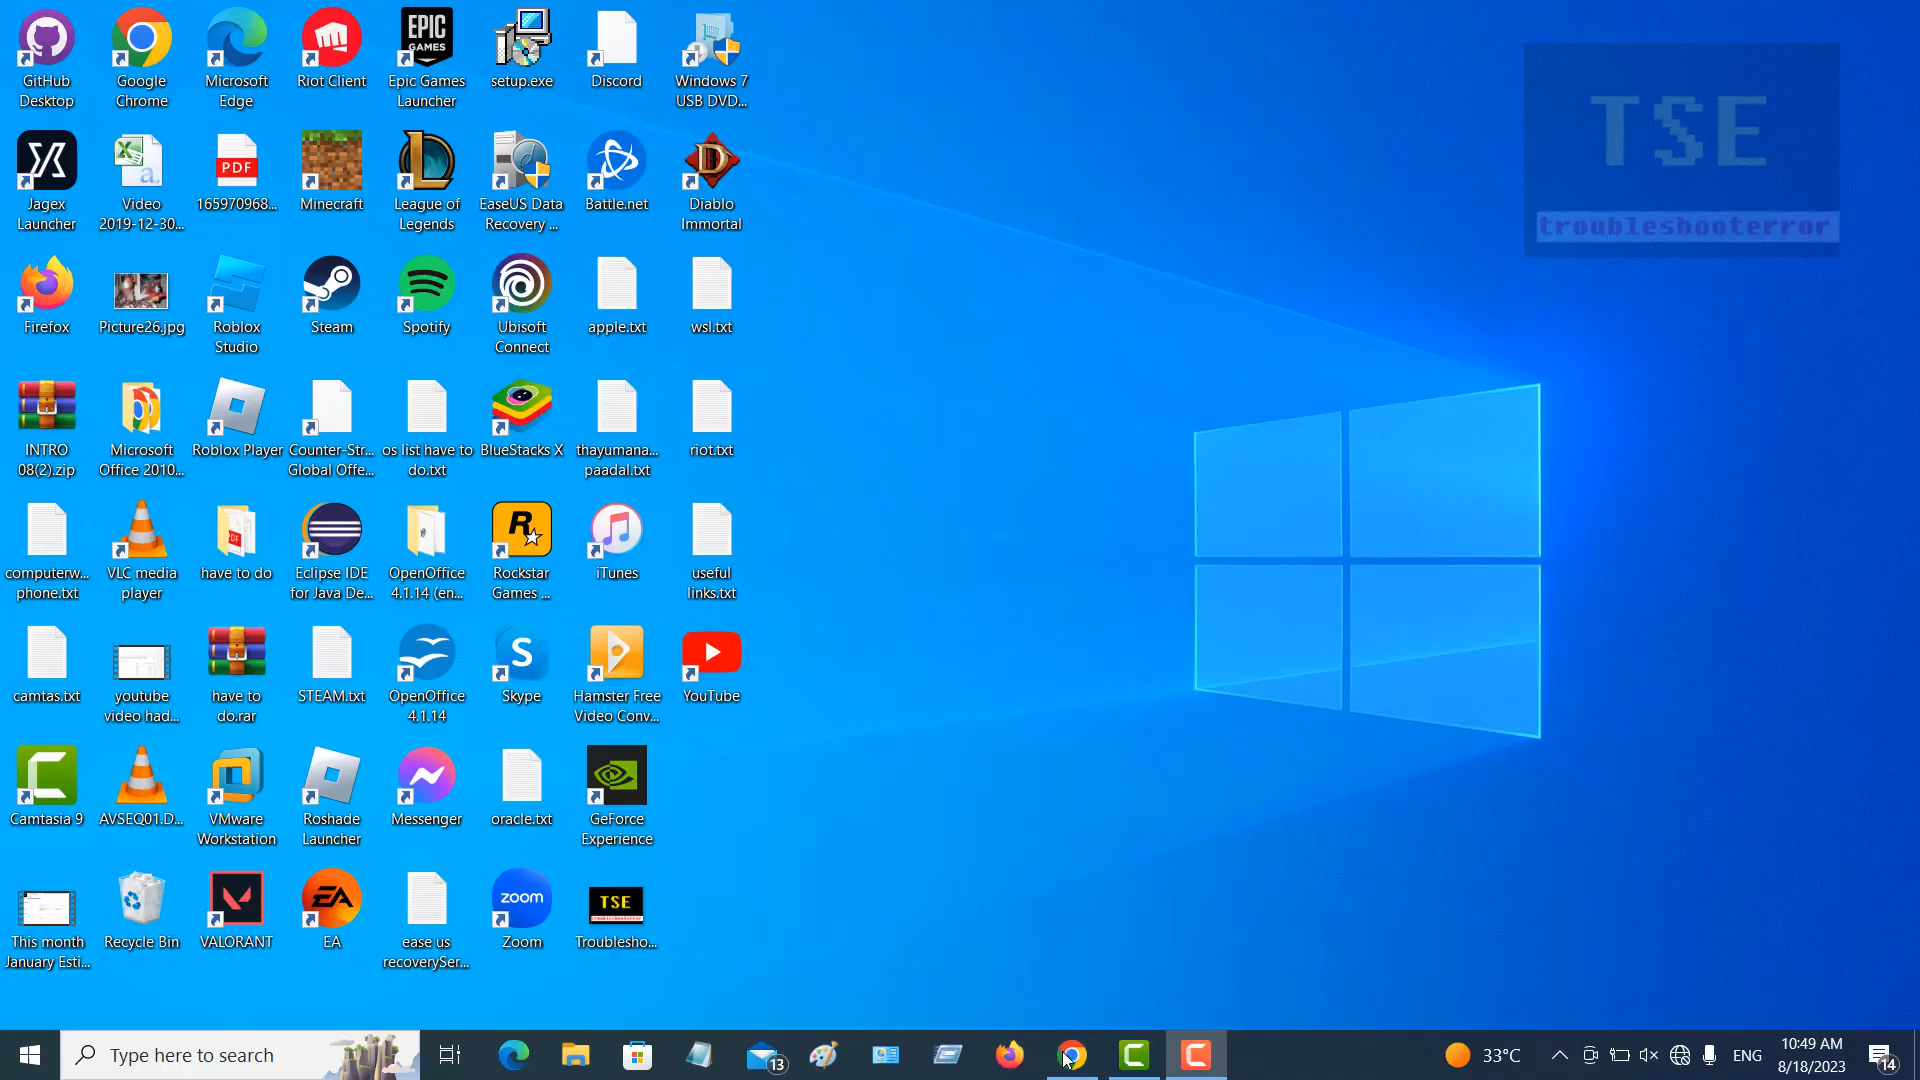 GitHub
Desktop
Google
Chrome
Microsoft
Edge
Riot Client
EPIC
GAMES
Epic Games
Launcher
setup.exe
Discord
Windows 7
USB DVD...
TSE
troubleshooterror
Jagex
Launcher
a,
Video
2019-12-30...
PDF
165970968...
Minecraft
League of
Legends
EaseUS Data
Recovery ...
Battle.net
D
Diablo
Immortal
Firefox
Picture26.jpg
Roblox
Studio
Steam
Spotify
Ubisoft
Connect
apple.txt
wsl.txt
INTRO
08(2).zip
Microsoft
Office 2010...
Roblox Player
Counter-Str...
Global Offe...
os list have to
do.txt
BlueStacks X
thayumana...
paadal.txt
riot.txt
computerw...
phone.txt
VLC media
player
PDF
have to do
Eclipse IDE
for Java De...
OpenOffice
4.1.14 (en...
R
Rockstar
Games ...
iTunes
useful
links.txt
camtas.txt
youtube
video had...
have to
do.rar
STEAM.txt
OpenOffice
4.1.14
S
Skype
Hamster Free
Video Conv...
YouTube
C
Camtasia 9
AVSEQ01.D...
VMware
Workstation
Roshade
Launcher
Messenger
oracle.txt
GeForce
Experience
This month
January Esti...
Recycle Bin
VALORANT
EA
EA
ease us
recoverySer...
zoom
Zoom
TSE
troubleshooterror
Troublesho...
Type here to search
13
C
C
33°C
ENG
10:49 AM
8/18/2023
14